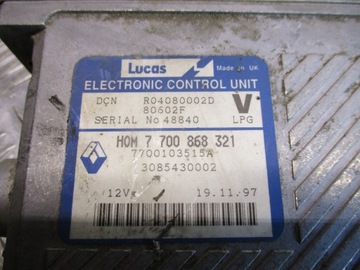 Lucas Made in UK
ELECTRONIC CONTROL UNIT
DCN R04080002D V
80602F
SERIAL No 48840 LPG
HOM 7 700 868 321
7700103515A
3085430002
12V 19.11.97